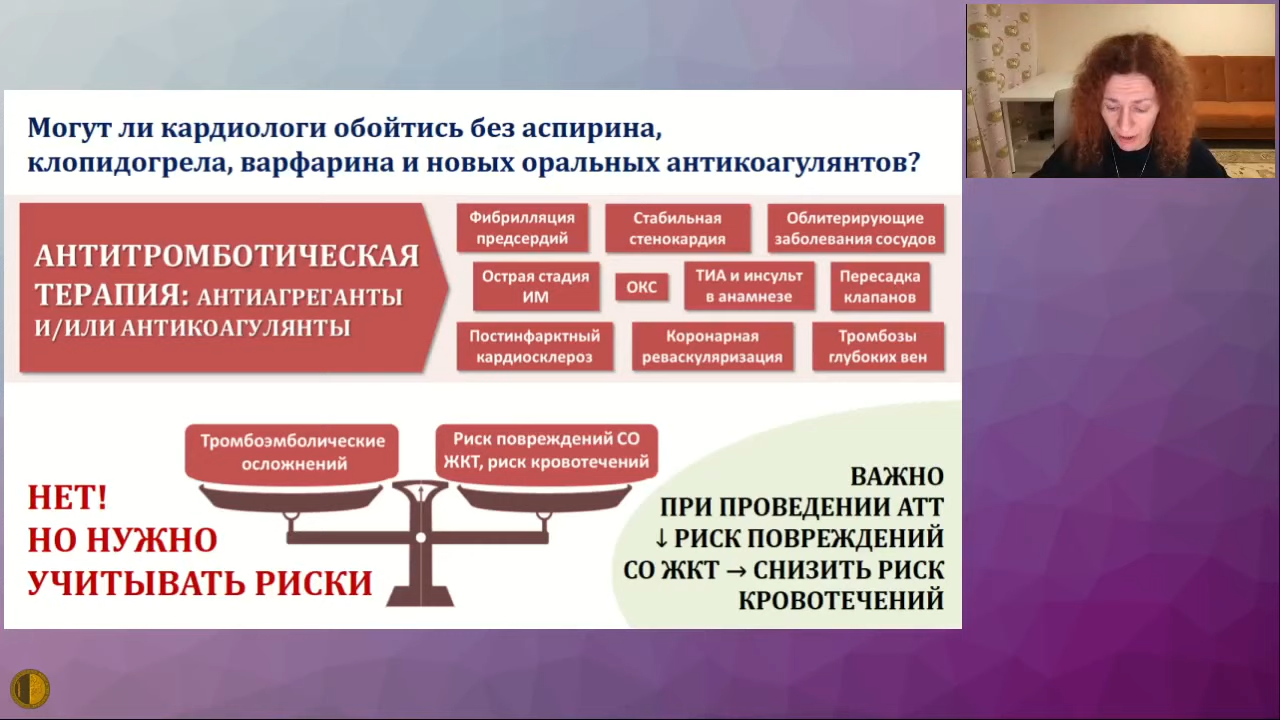 Могут ли кардиологи обойтись без аспирина,
клопидогрела, варфарина и новых оральных антикоагулянтов?
АНТИТРОМБОТИЧЕСКАЯ
ТЕРАПИЯ: АНТИАГРЕГАНТЫ
И/ИЛИ АНТИКОАГУЛЯНТЫ
Фибрилляция
предсердий
Стабильная
стенокардия
Облитерирующие
заболевания сосудов
Острая стадия
ИМ
ОКС
ТИА и инсульт
в анамнезе
Пересадка
клапанов
Постинфарктный
кардиосклероз
Коронарная
реваскуляризация
Тромбозы
глубоких вен
Тромбоэмболические
осложнений
Риск повреждений СО
ЖКТ, риск кровотечений
НЕТ!
НО НУЖНО
УЧИТЫВАТЬ РИСКИ
ВАЖНО
ПРИ ПРОВЕДЕНИИ АТТ
↓ РИСК ПОВРЕЖДЕНИЙ
СО ЖКТ → СНИЗИТЬ РИСК
КРОВОТЕЧЕНИЙ